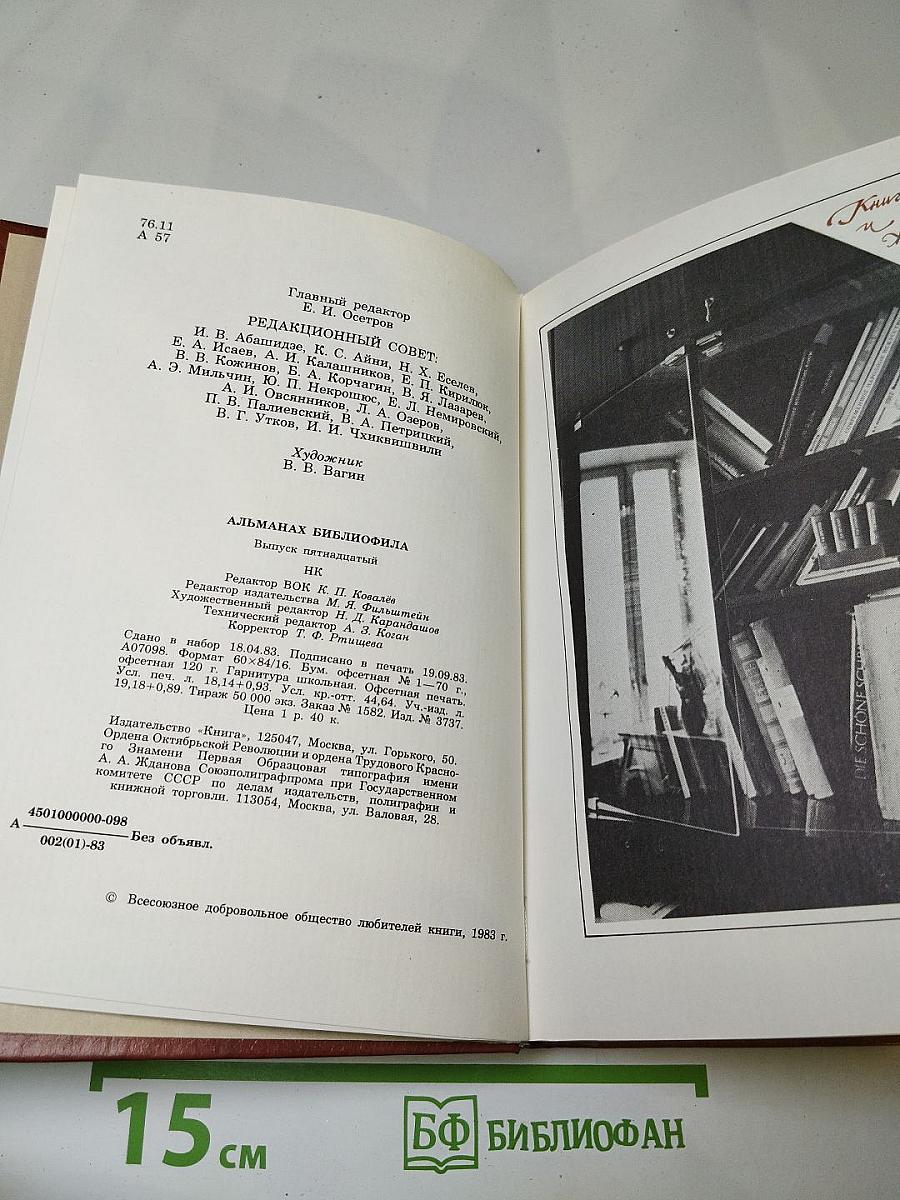 76.11
А 57
Главный редактор
Е. И. Осетров
РЕДАКЦИОННЫЙ СОВЕТ:
И. В. Абашидзе, К. С. Айни, Н. Х. Еселев,
Е. А. Исаев, А. И. Калашников, Е. П. Кирилюк,
В. В. Кожинов, Б. А. Корчагин, В. Я. Лазарев,
А. Э. Мильчин, Ю. П. Некрошюс, Е. Л. Немировский,
А. И. Овсянников, Л. А. Озеров,
П. В. Палиевский, В. А. Петрицкий,
В. Г. Утков, И. И. Чхиквишвили
Художник
В. В. Вагин
АЛЬМАНАХ БИБЛИОФИЛА
Выпуск пятнадцатый
НК
Редактор ВОК К. П. Ковалёв
Редактор издательства М. Я. Фильштейн
Художественный редактор Н. Д. Карандашов
Технический редактор А. З. Коган
Корректор Т. Ф. Ртищева
Сдано в набор 18.04.83. Подписано в печать 19.09.83.
А07098. Формат 60×84/16. Бум. офсетная № 1—70 г.,
офсетная 120 г. Гарнитура школьная. Офсетная печать.
Усл. печ. л. 18,14+0,93. Усл. кр.-отт. 44,64. Уч.-изд. л.
19,18+0,89. Тираж 50 000 экз. Заказ № 1582. Изд. № 3737.
Цена 1 р. 40 к.
Издательство «Книга», 125047, Москва, ул. Горького, 50.
Ордена Октябрьской Революции и ордена Трудового Красно-
го Знамени Первая Образцовая типография имени
А. А. Жданова Союзполиграфпрома при Государственном
комитете СССР по делам издательств, полиграфии и
книжной торговли. 113054, Москва, ул. Валовая, 28.
А 4501000000-098
002(01)-83 Без объявл.
© Всесоюзное добровольное общество любителей книги, 1983 г.
и
DIE SCHÖNE
15 см
БФ БИБЛИОФАН